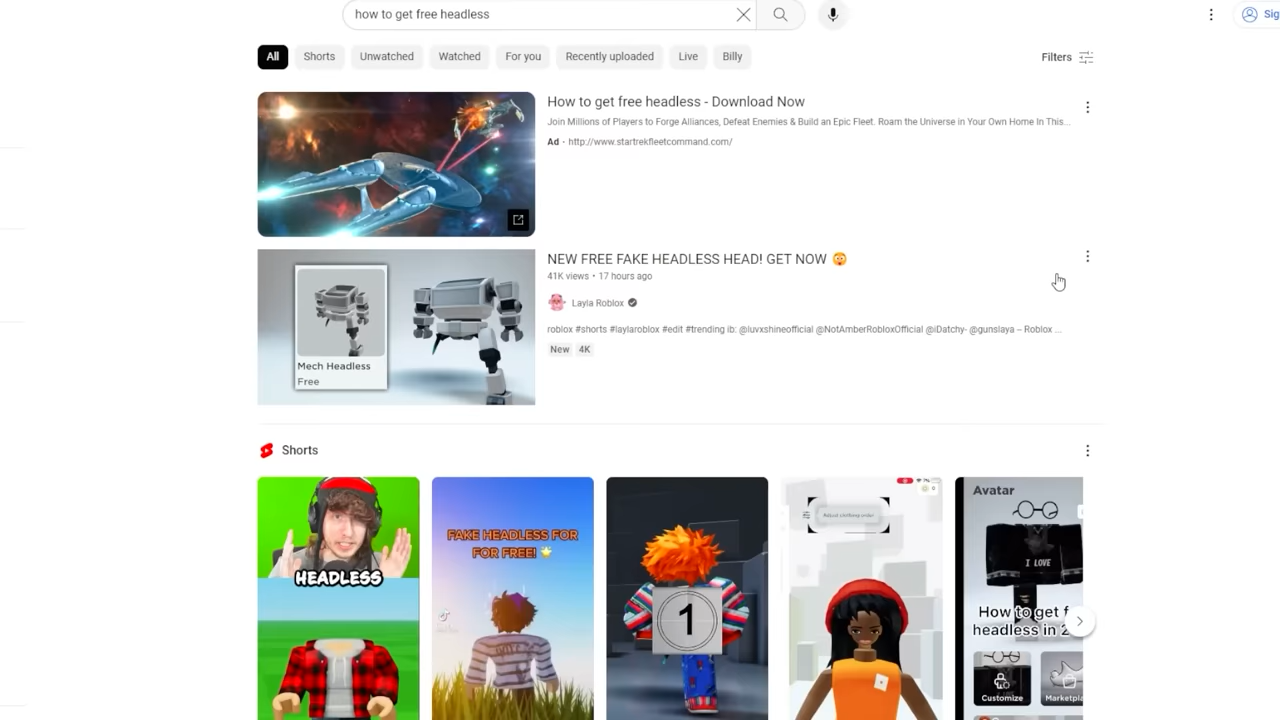 how to get free headless
Sig
All
Shorts
Unwatched
Watched
For you
Recently uploaded
Live
Billy
Filters
How to get free headless - Download Now
Join Millions of Players to Forge Alliances, Defeat Enemies & Build an Epic Fleet. Roam the Universe in Your Own Home In This...
Ad · http://www.startrekfleetcommand.com/
NEW FREE FAKE HEADLESS HEAD! GET NOW 😳
41K views • 17 hours ago
Layla Roblox
roblox #shorts #laylaroblox #edit #trending ib: @luvxshineofficial @NotAmberRobloxOfficial @iDatchy- @gunslaya – Roblox ...
New
4K
Mech Headless
Free
Shorts
HEADLESS
FAKE HEADLESS FOR
FOR FREE!
1
Adjust clothing order
Avatar
I LOVE
How to get f
headless in 2
Customize
Marketpla